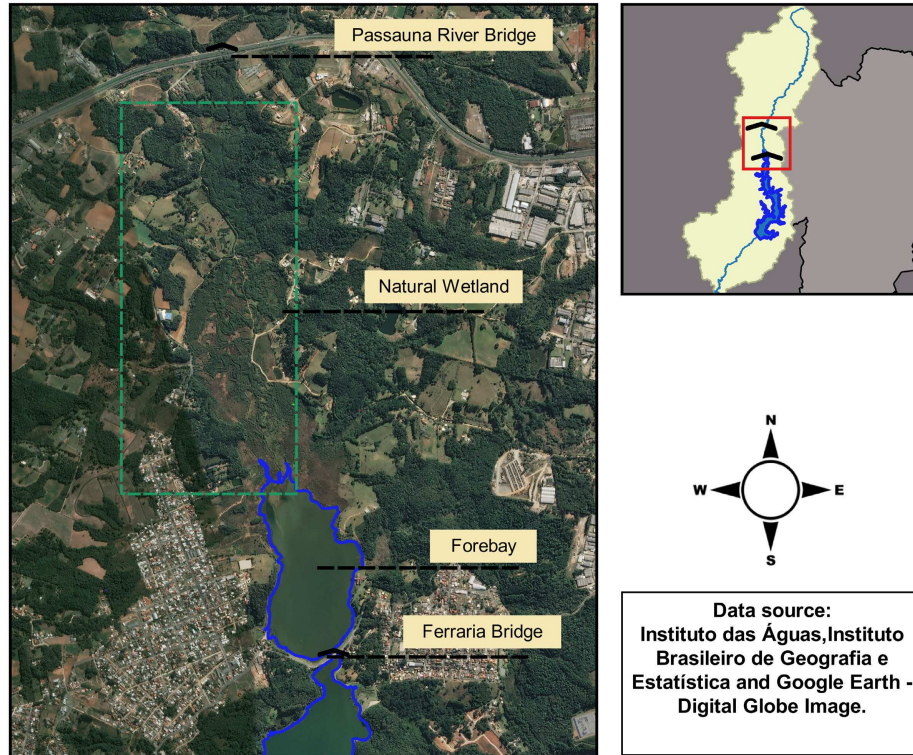 Passauna River Bridge
Natural Wetland
Forebay
Ferraria Bridge
N
W E
S
Data source:
Instituto das Águas,Instituto
Brasileiro de Geografia e
Estatística and Google Earth -
Digital Globe Image.